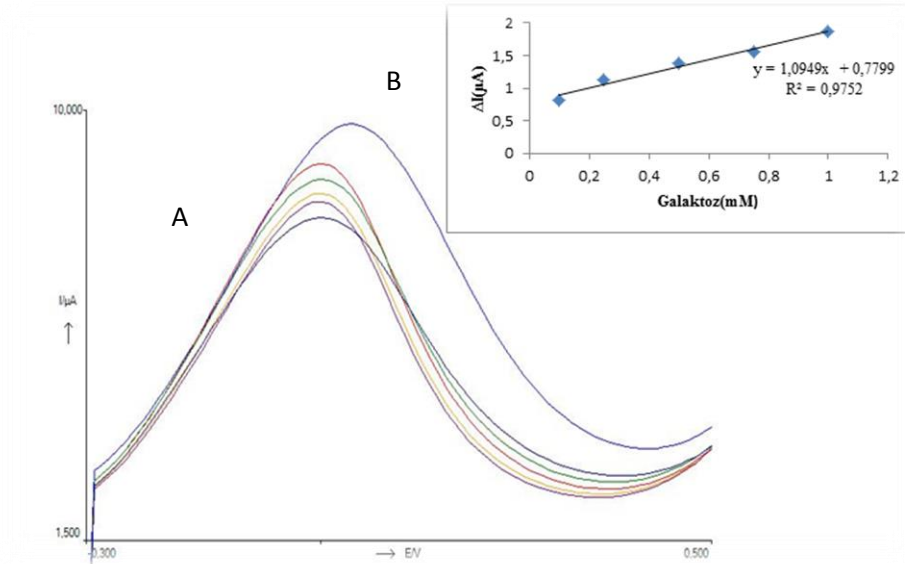 B
A
10,000
I/µA
↑
1,500
-0.300
→ E/V
0.500
ΔI(µA)
2
1,5
1
0,5
0
y = 1,0949x + 0,7799
R² = 0,9752
0 0,2 0,4 0,6 0,8 1 1,2
Galaktoz(mM)